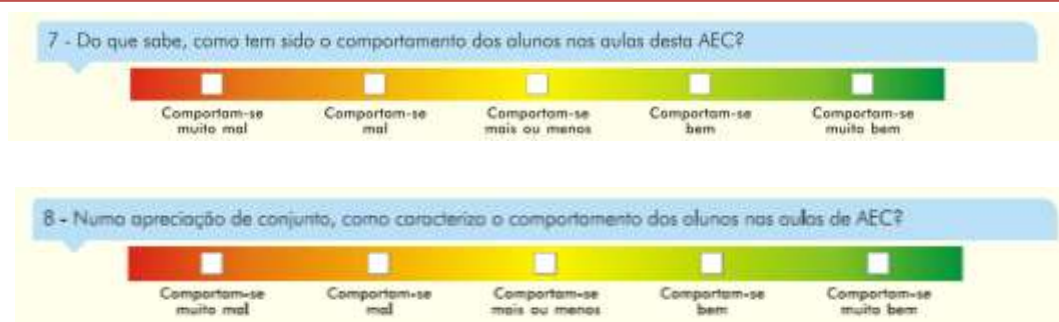 7 - Do que sabe, como tem sido o comportamento dos alunos nas aulas desta AEC?
Comportam-se muito mal
Comportam-se mal
Comportam-se mais ou menos
Comportam-se bem
Comportam-se muito bem
8 - Numa apreciação de conjunto, como caracteriza o comportamento dos alunos nas aulas de AEC?
Comportam-se muito mal
Comportam-se mal
Comportam-se mais ou menos
Comportam-se bem
Comportam-se muito bem